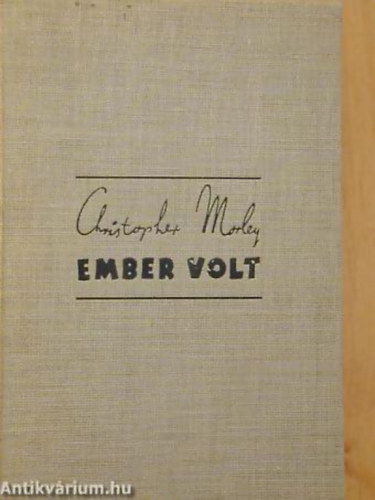 Christopher Morley
EMBER VOLT
Antikvárium.hu